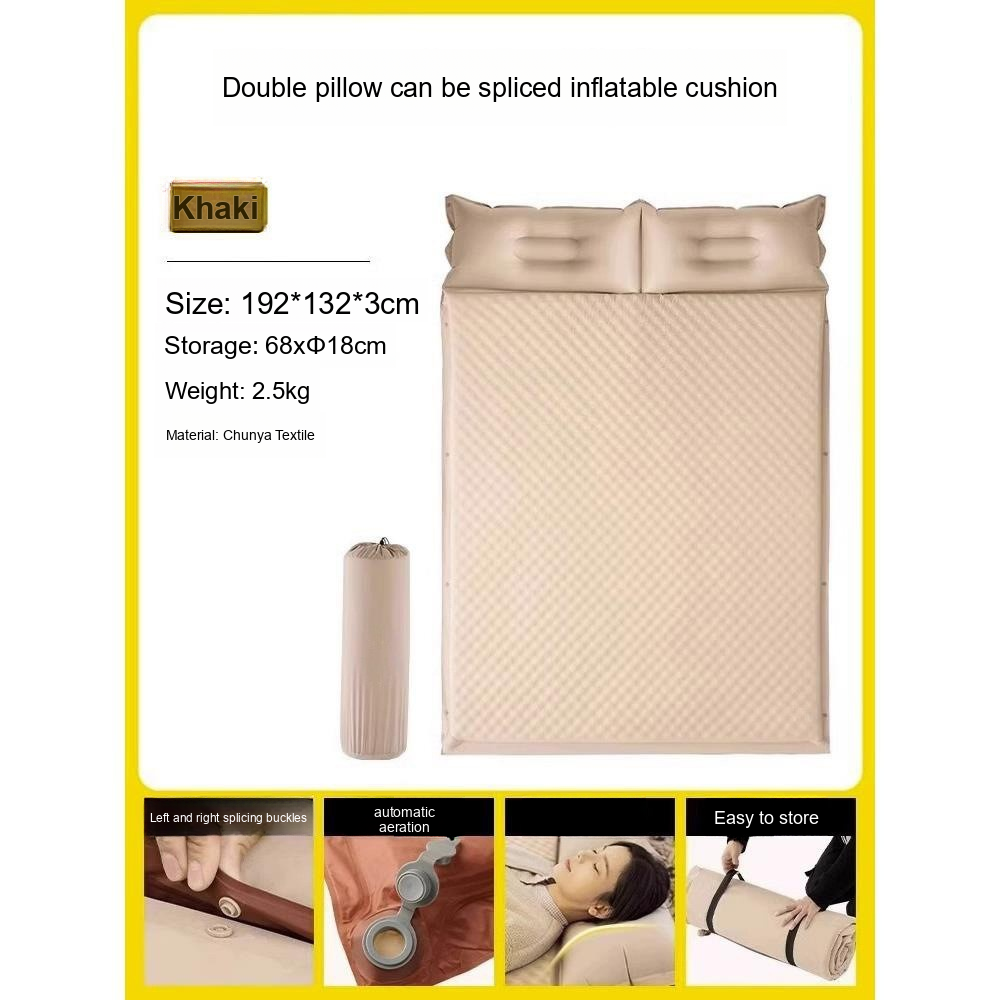 Double pillow can be spliced inflatable cushion
Khaki
Size: 192*132*3cm
Storage: 68xΦ18cm
Weight: 2.5kg
Material: Chunya Textile
Left and right splicing buckles
automatic
aeration
Easy to store